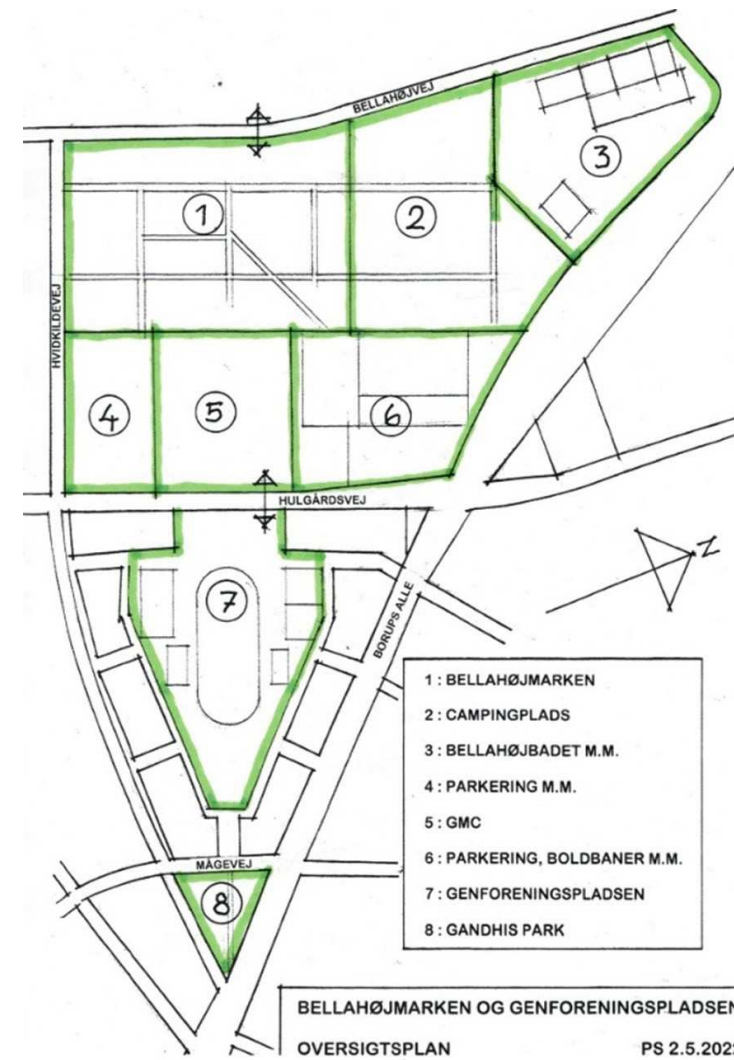 BELLAHØJVEJ
3
1
2
HVIDKILDEVEJ
4
5
6
HULGÅRDSVEJ
N
7
BORUPS ALLE
1 : BELLAHØJMARKEN
2 : CAMPINGPLADS
3 : BELLAHØJBADET M.M.
4 : PARKERING M.M.
5 : GMC
6 : PARKERING, BOLDBANER M.M.
7 : GENFORENINGSPLADSEN
8 : GANDHIS PARK
MÅGEVEJ
8
BELLAHØJMARKEN OG GENFORENINGSPLADSEN
OVERSIGTSPLAN PS 2.5.2022